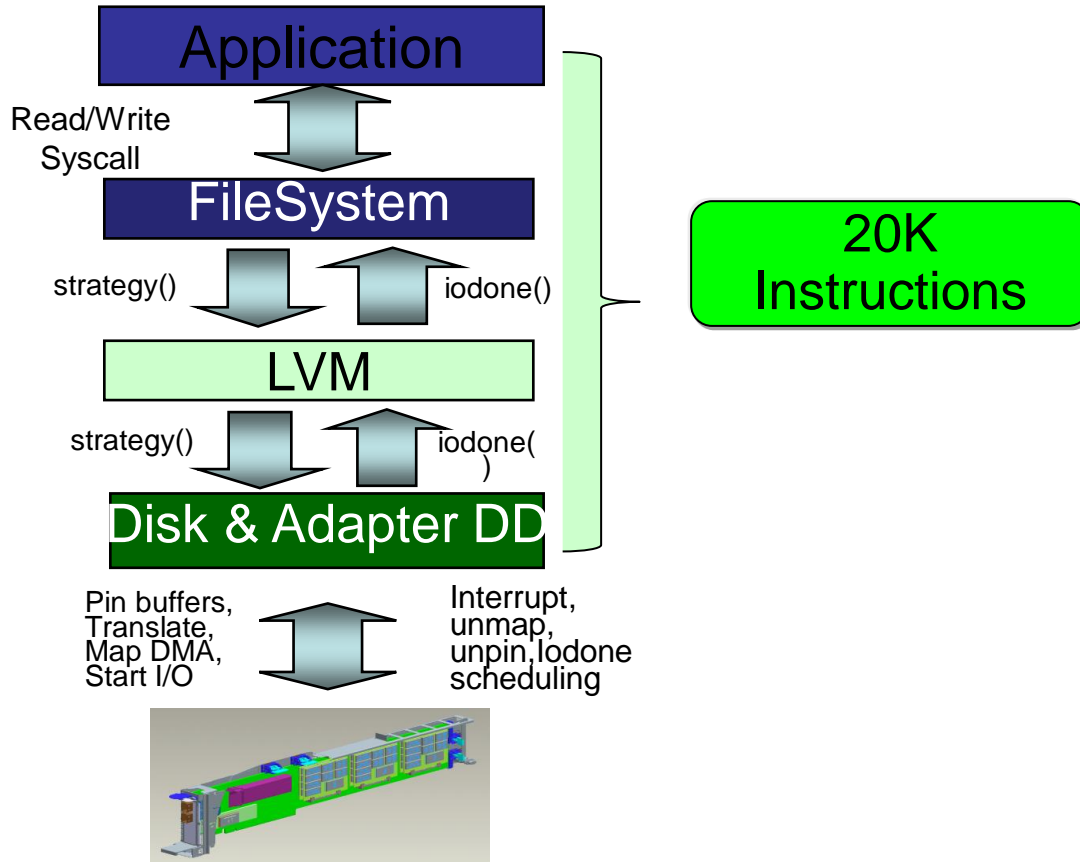 Application
Read/Write
Syscall
FileSystem
strategy()
iodone()
20K
Instructions
LVM
strategy()
iodone(
)
Disk & Adapter DD
Pin buffers,
Translate,
Map DMA,
Start I/O
Interrupt,
unmap,
unpin,Iodone
scheduling